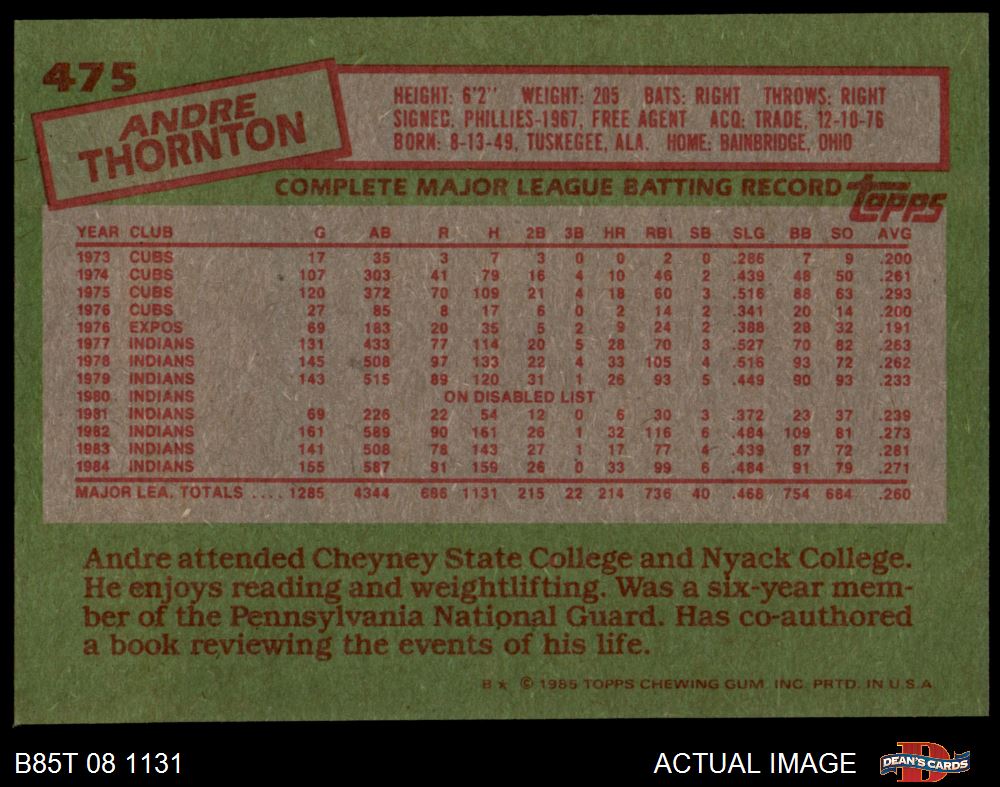 475
ANDRE
THORNTON
HEIGHT: 6'2" WEIGHT: 205 BATS: RIGHT THROWS: RIGHT
SIGNED, PHILLIES-1967, FREE AGENT ACQ: TRADE, 12-10-76
BORN: 8-13-49, TUSKEGEE, ALA. HOME: BAINBRIDGE, OHIO
COMPLETE MAJOR LEAGUE BATTING RECORD topps
YEAR CLUB G AB R H 2B 3B HR RBI SB SLG BB SO AVG
1973 CUBS 17 35 3 7 3 0 0 2 0 .286 7 9 .200
1974 CUBS 107 303 41 79 16 4 10 46 2 .439 48 50 .261
1975 CUBS 120 372 70 109 21 4 18 60 3 .516 88 63 .293
1976 CUBS 27 85 8 17 6 0 2 14 2 .341 20 14 .200
1976 EXPOS 69 183 20 35 5 2 9 24 2 .388 28 32 .191
1977 INDIANS 131 433 77 114 20 5 28 70 3 .527 70 82 .263
1978 INDIANS 145 508 97 133 22 4 33 105 4 .516 93 72 .262
1979 INDIANS 143 515 89 120 31 1 26 93 5 .449 90 93 .233
1980 INDIANS ON DISABLED LIST
1981 INDIANS 69 226 22 54 12 0 6 30 3 .372 23 37 .239
1982 INDIANS 161 589 90 161 26 1 32 116 6 .484 109 81 .273
1983 INDIANS 141 508 78 143 27 1 17 77 4 .439 87 72 .281
1984 INDIANS 155 587 91 159 26 0 33 99 6 .484 91 79 .271
MAJOR LEA. TOTALS .... 1285 4344 686 1131 215 22 214 736 40 .468 754 684 .260
Andre attended Cheyney State College and Nyack College.
He enjoys reading and weightlifting. Was a six-year mem-
ber of the Pennsylvania National Guard. Has co-authored
a book reviewing the events of his life.
B★ © 1985 TOPPS CHEWING GUM, INC. PRTD. IN U.S.A.
B85T 08 1131
ACTUAL IMAGE
DEAN'S CARDS